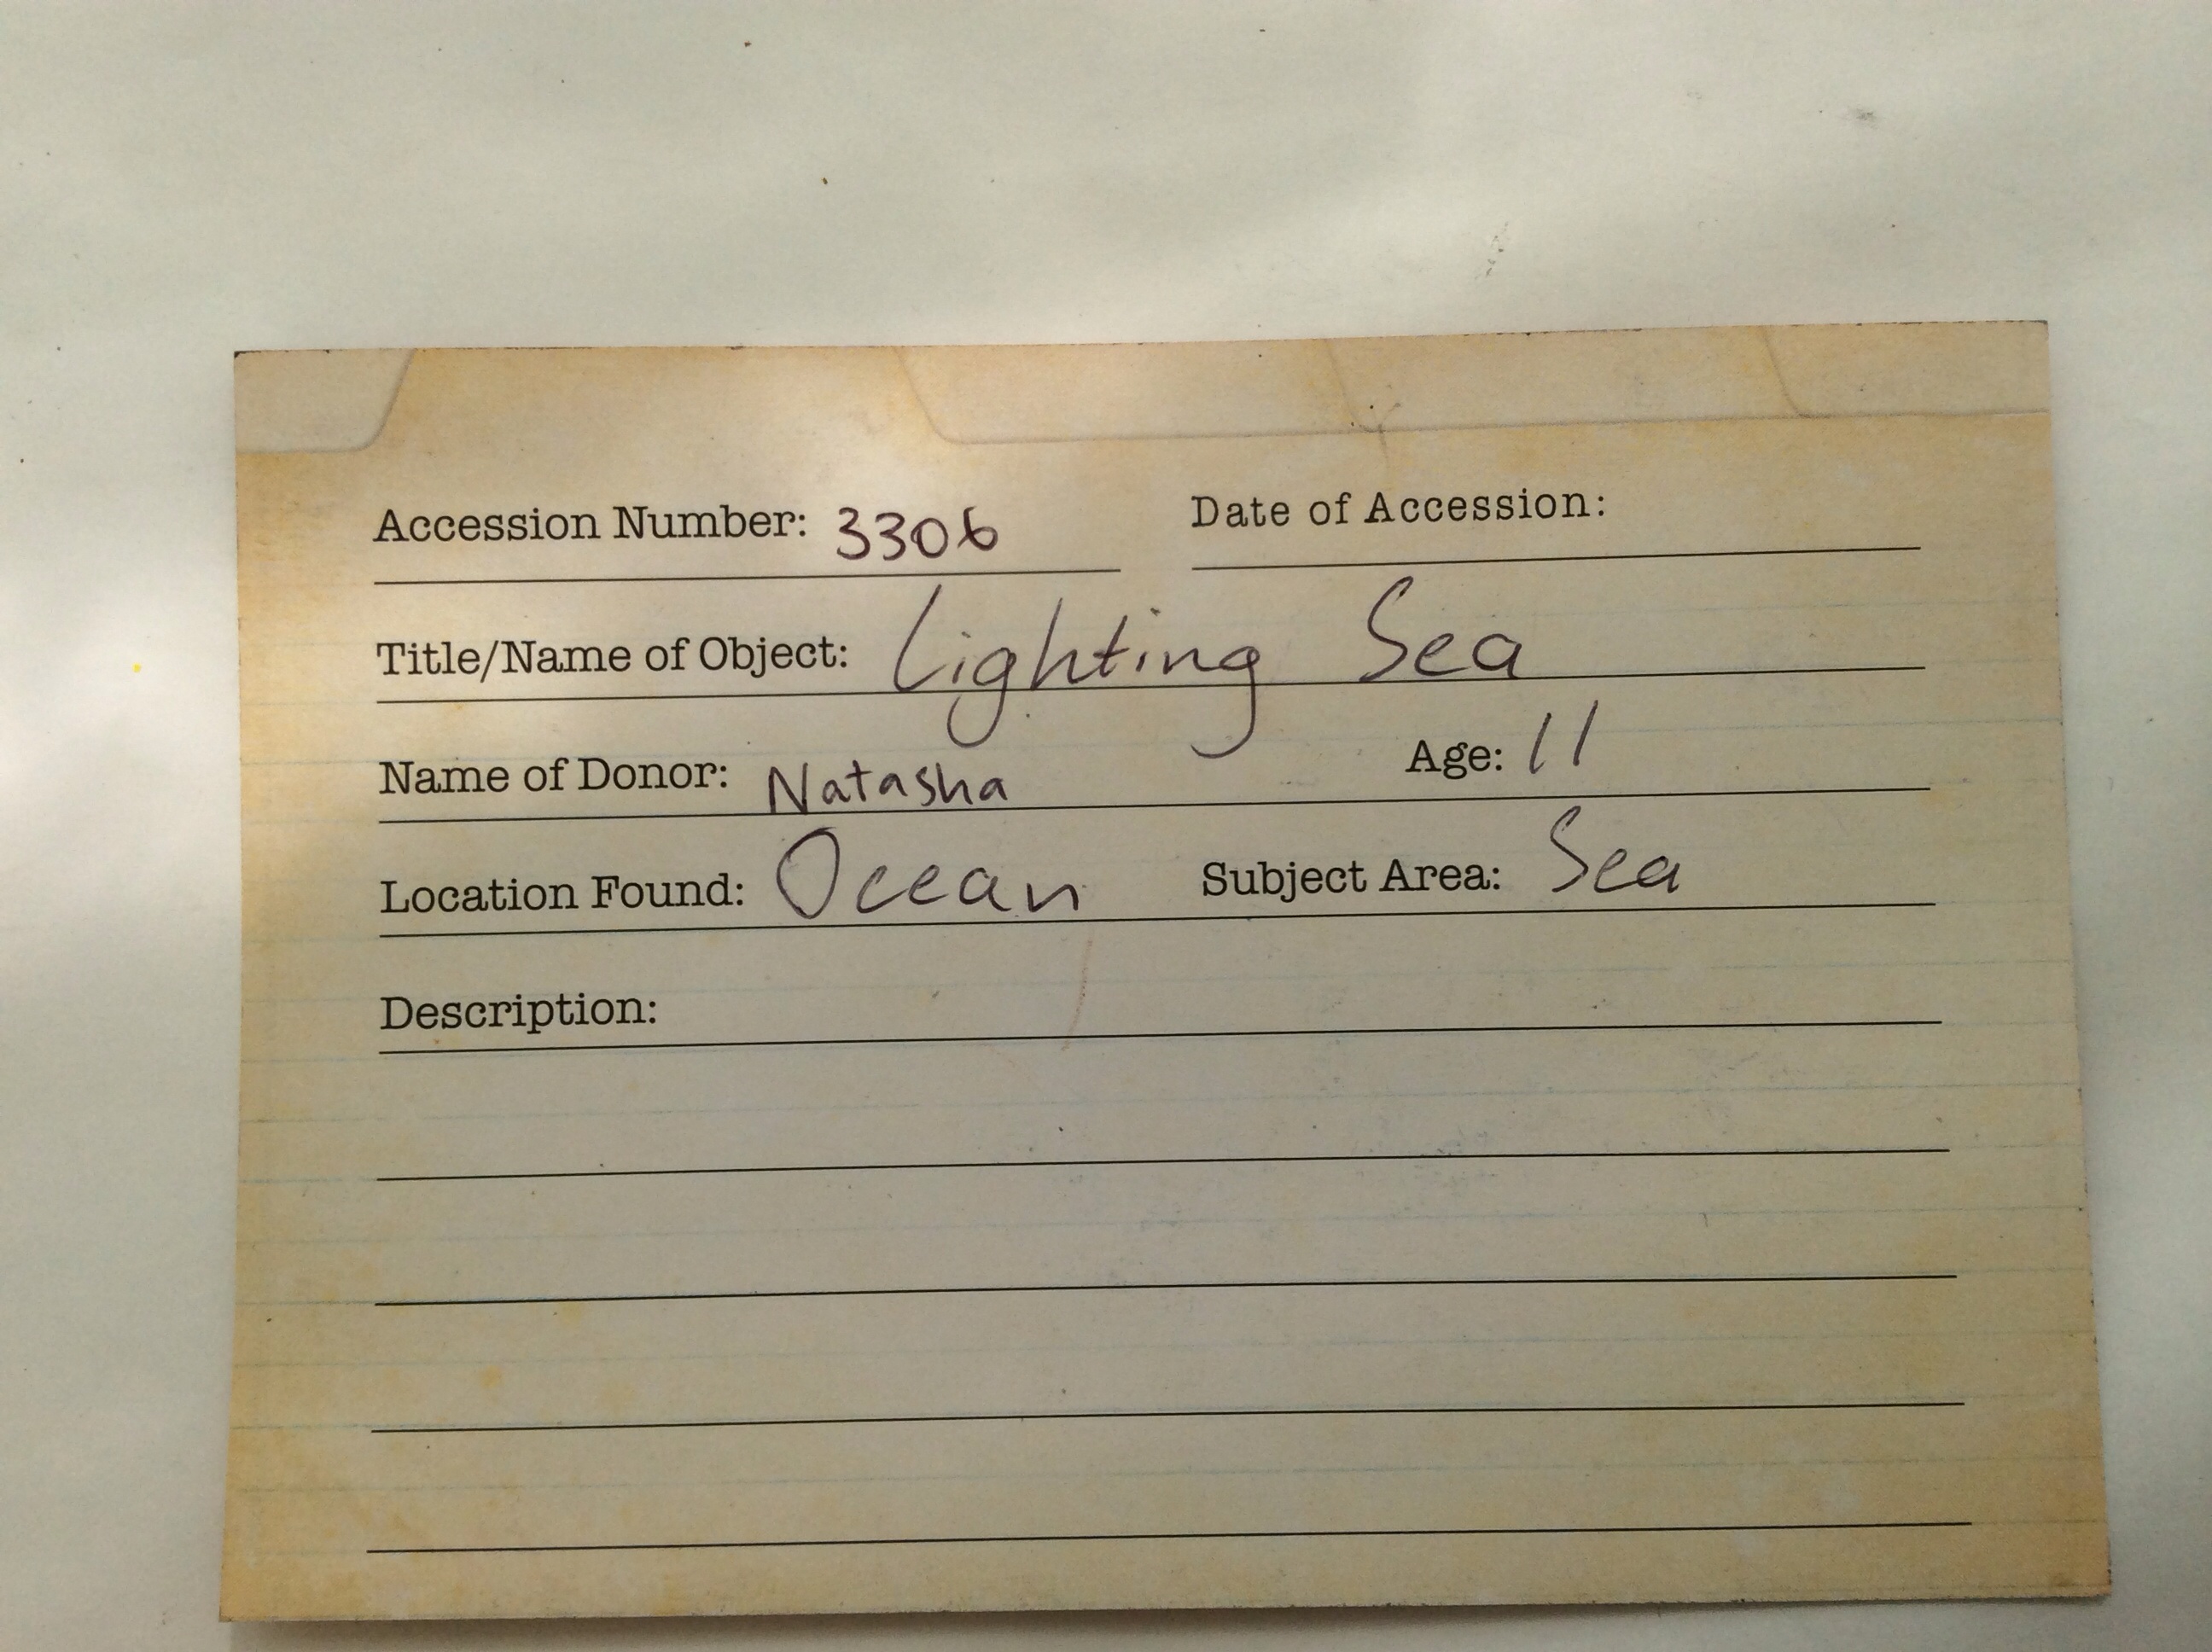 Accession Number: 3306 Date of Accession:
Title/Name of Object: Lighting Sea
Name of Donor: Natasha Age: 11
Location Found: Ocean Subject Area: Sea
Description: